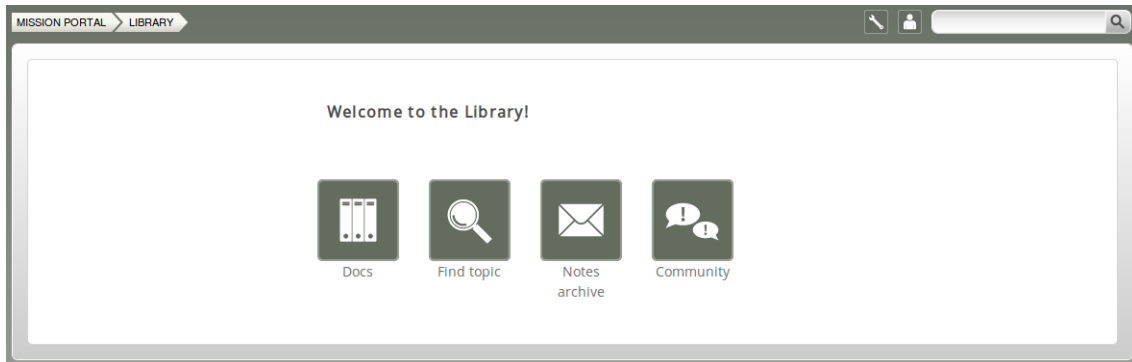 MISSION PORTAL LIBRARY
Welcome to the Library!
Docs Find topic Notes archive Community